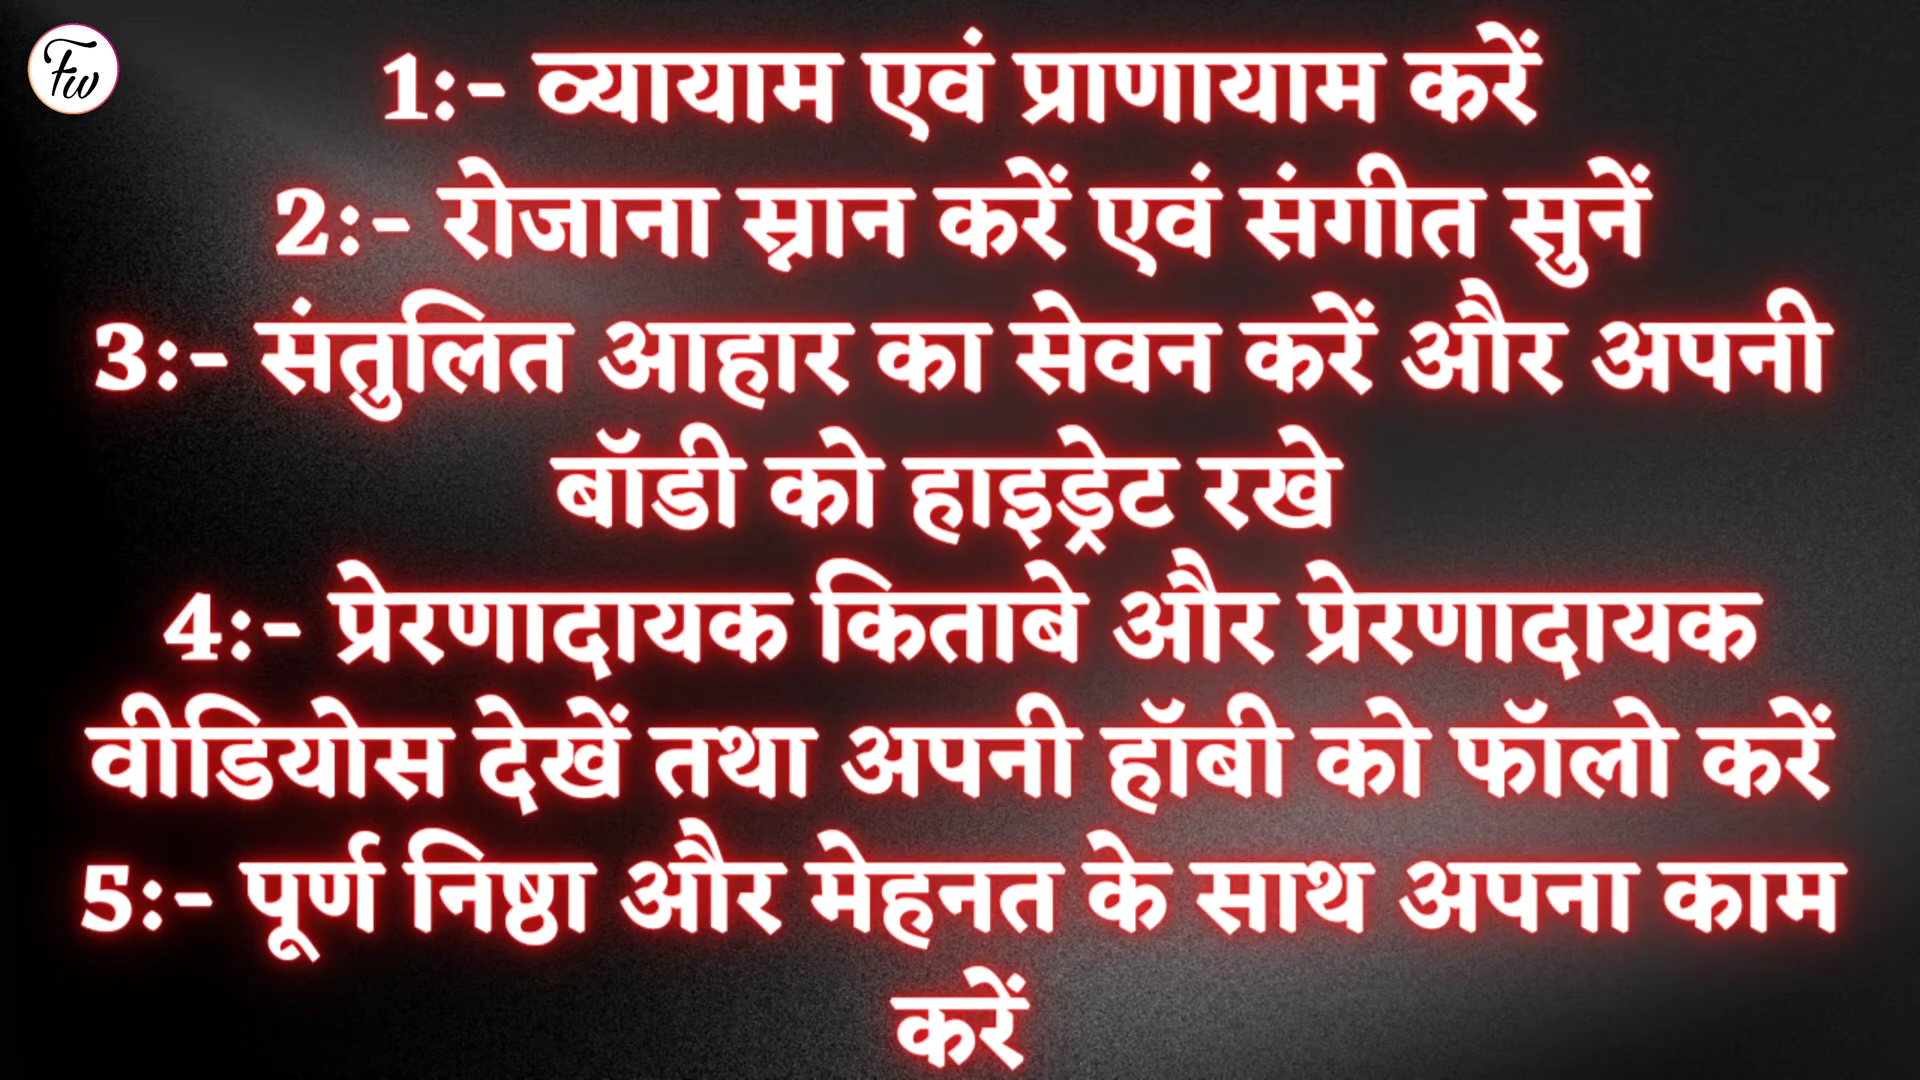 Fw
1:- व्यायाम एवं प्राणायाम करें
2:- रोजाना स्नान करें एवं संगीत सुनें
3:- संतुलित आहार का सेवन करें और अपनी
बॉडी को हाइड्रेट रखे
4:- प्रेरणादायक किताबे और प्रेरणादायक
वीडियोस देखें तथा अपनी हॉबी को फॉलो करें
5:- पूर्ण निष्ठा और मेहनत के साथ अपना काम
करें